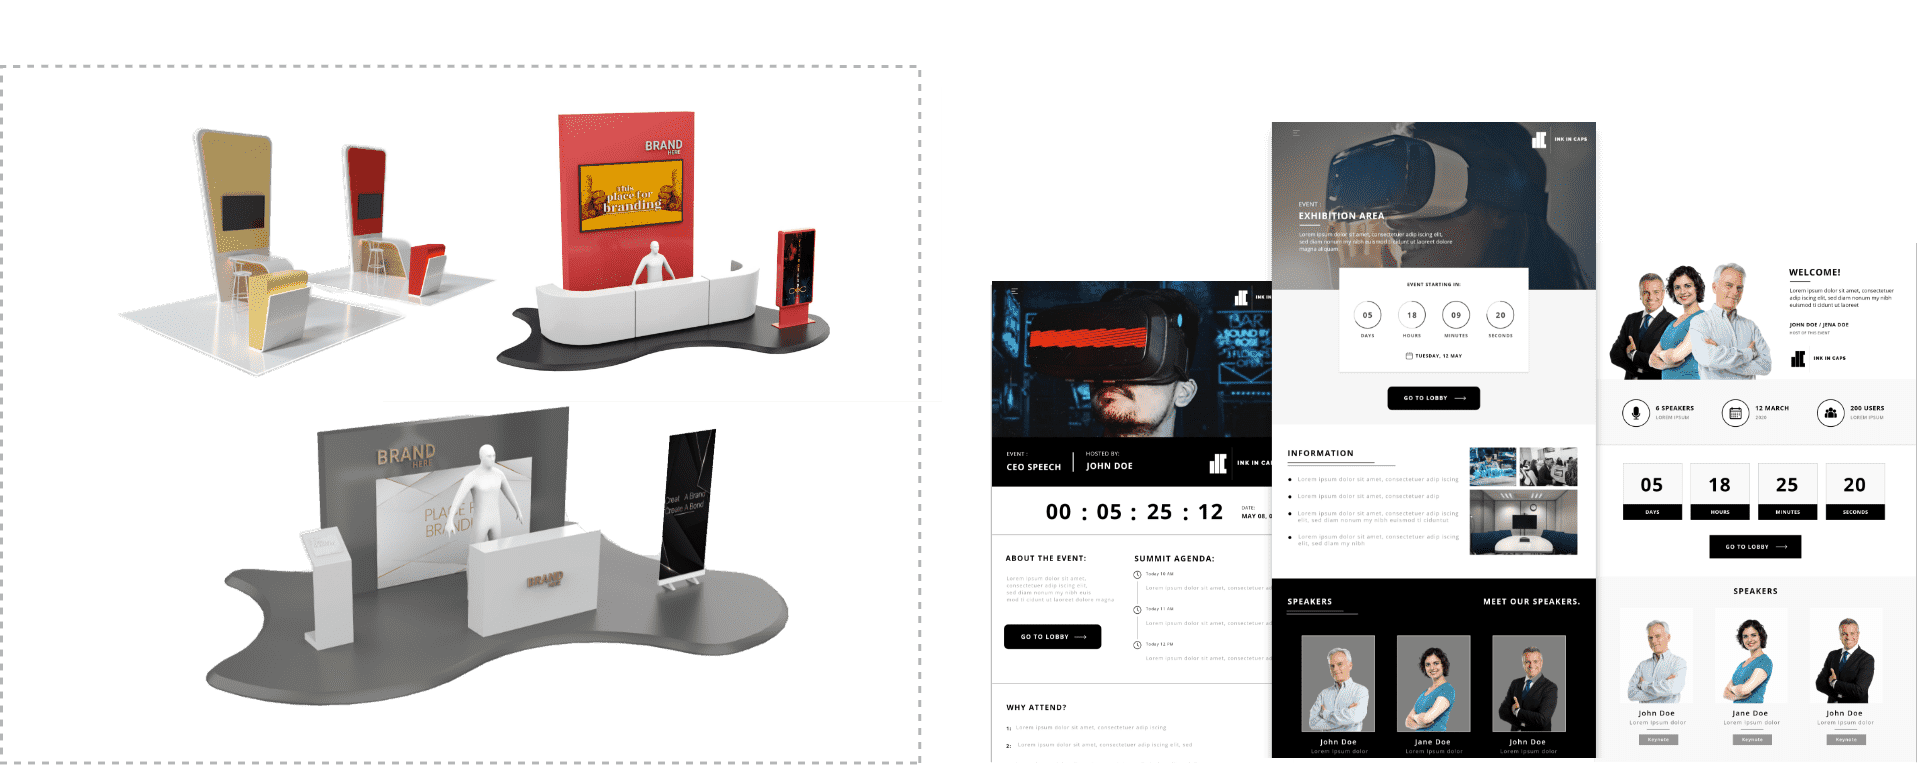 BRAND
HERE
This
place for
branding
BRAND
HERE
PLACE F
BRAND
BRAND
HERE
Creat A Brand
Create A Bond
INK IN CA
EVENT :
CEO SPEECH
HOSTED BY:
JOHN DOE
INK IN CAP
00 : 05 : 25 : 12
DATE:
MAY 08, 0
ABOUT THE EVENT:
Lorem ipsum dolor sit amet,
consectetuer adip iscing elit,
sed diam nonum my nibh euis
mod ti cidunt ut laoreet dolore magna
GO TO LOBBY
SUMMIT AGENDA:
Today 10 AM
Lorem ipsum dolor sit amet, consectetuer ad
Today 11 AM
Lorem ipsum dolor sit amet, consectetuer ad
Today 12 PM
Lorem ipsum dolor sit amet, consectetuer ad
WHY ATTEND?
1: Lorem ipsum dolor sit amet, consectetuer adip iscing
2: Lorem ipsum dolor sit amet, consectetuer adip iscing elit, sed
INK IN CAPS
EVENT :
EXHIBITION AREA
Lorem ipsum dolor sit amet, consectetuer adip iscing elit,
sed diam nonum my nibh euismod ti cidunt ut laoreet dolore
magna aliquam
EVENT STARTING IN:
05
18
09
20
DAYS
HOURS
MINUTES
SECONDS
TUESDAY, 12 MAY
GO TO LOBBY
INFORMATION
Lorem ipsum dolor sit amet, consectetuer adip iscing
Lorem ipsum dolor sit amet, consectetuer adip
Lorem ipsum dolor sit amet, consectetuer adip iscing
elit, sed diam nonum my nibh euismod ti ciduntut
Lorem ipsum dolor sit amet, consectetuer adip iscing
elit, sed diam nonum my nibh
SPEAKERS
MEET OUR SPEAKERS.
John Doe
Lorem ipsum dolor
Jane Doe
Lorem ipsum dolor
John Doe
Lorem ipsum dolor
WELCOME!
Lorem ipsum dolor sit amet, consectetuer
adip iscing elit, sed diam nonum my nibh
euismod ti tidunt ut laoreet
JOHN DOE / JENA DOE
HOST OF THIS EVENT
INK IN CAPS
6 SPEAKERS
LOREM IPSUM
12 MARCH
2020
200 USERS
LOREM IPSUM
05
18
25
20
DAYS
HOURS
MINUTES
SECONDS
GO TO LOBBY
SPEAKERS
John Doe
Lorem ipsum dolor
Keynote
Jane Doe
Lorem ipsum dolor
Keynote
John Doe
Lorem ipsum dolor
Keynote